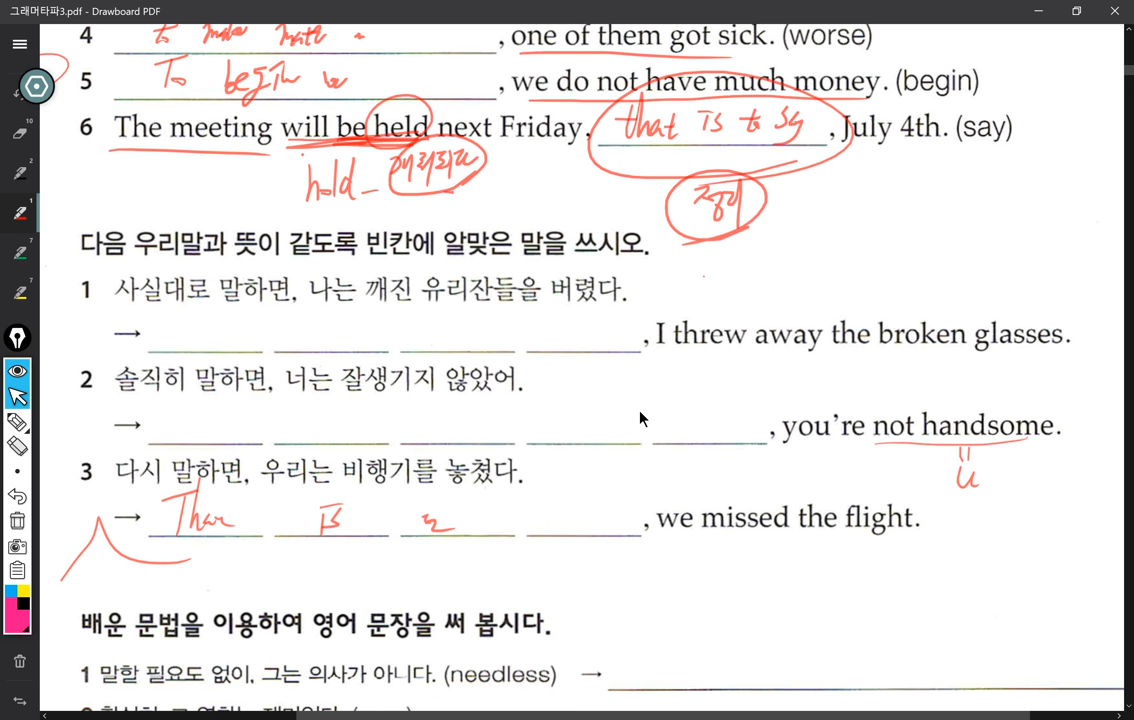 그래머타파3.pdf - Drawboard PDF
to make
4 , one of them got sick. (worse)
To begin w
5 , we do not have much money. (begin)
6 The meeting will be held next Friday, that is to say, July 4th. (say)
hold -
다음 우리말과 뜻이 같도록 빈칸에 알맞은 말을 쓰시오.
1 사실대로 말하면, 나는 깨진 유리잔들을 버렸다.
→ , I threw away the broken glasses.
2 솔직히 말하면, 너는 잘생기지 않았어.
→ , you're not handsome.
u
3 다시 말하면, 우리는 비행기를 놓쳤다.
→ That is , we missed the flight.
배운 문법을 이용하여 영어 문장을 써 봅시다.
1 말할 필요도 없이, 그는 의사가 아니다. (needless) →